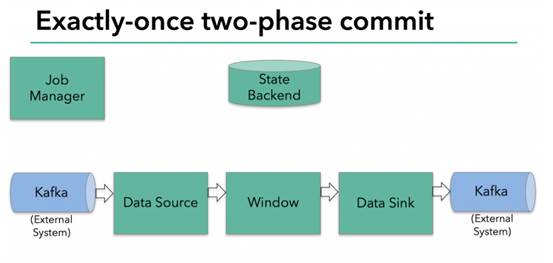 Exactly-once two-phase commit
Job
Manager
State
Backend
Kafka
(External
System)
Data Source
Window
Data Sink
Kafka
(External
System)